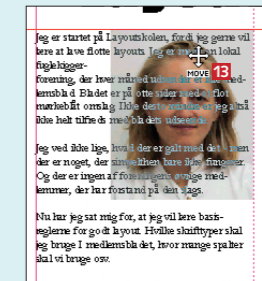 Jeg er startet på Layoutskolen, fordi jeg gerne vil
lære at lave flotte layouts. Jeg er med en lokal
fuglekigger-
forening, der hver måned udsender et med-
lemsblad. Bladet er på otte sider med et flot
mørkeblåt omslag. Ikke desto mindre er jeg altså
ikke helt tilfreds med bladets udseende.
MOVE 13
Jeg ved ikke lige, hvad der er galt med det - men
der er noget, der simpelthen bare ikke fungerer.
Og der er ingen af foreningens øvrige med-
lemmer, der har forstand på den slags.
Nu har jeg sat mig for, at jeg vil lære basis-
reglerne for godt layout. Hvilke skrifttyper skal
jeg bruge I medlemsbladet, hvor mange spalter
skal vi bruge osv.